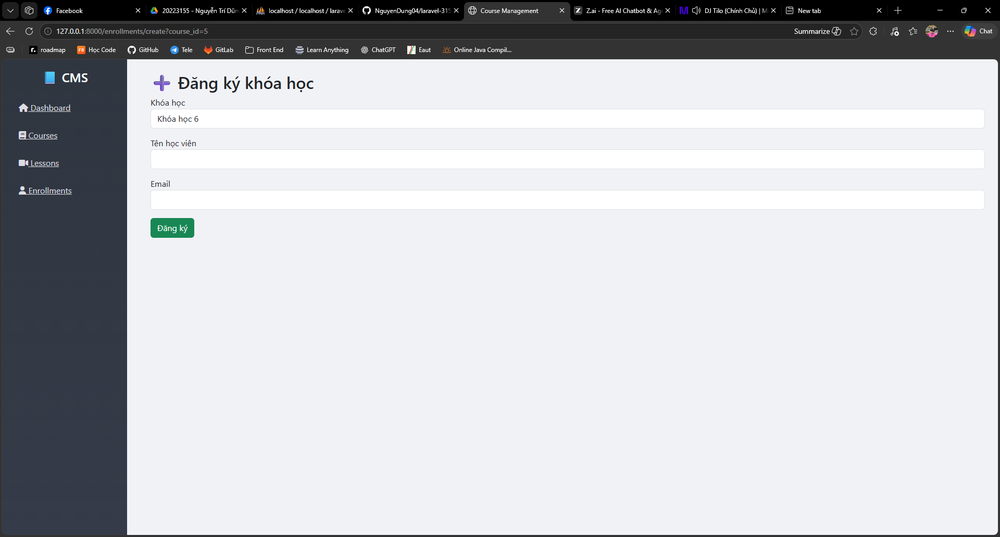 Facebook
20223155 - Nguyễn Trí Dũn
localhost / localhost / larave
NguyenDung04/laravel-315
Course Management
Z.ai - Free AI Chatbot & Age
DJ Tilo (Chính Chủ) | M
New tab
127.0.0.1:8000/enrollments/create?course_id=5
Summarize
Chat
roadmap
Học Code
GitHub
Tele
GitLab
Front End
Learn Anything
ChatGPT
Eaut
Online Java Compil...
CMS
Dashboard
Courses
Lessons
Enrollments
Đăng ký khóa học
Khóa học
Khóa học 6
Tên học viên
Email
Đăng ký